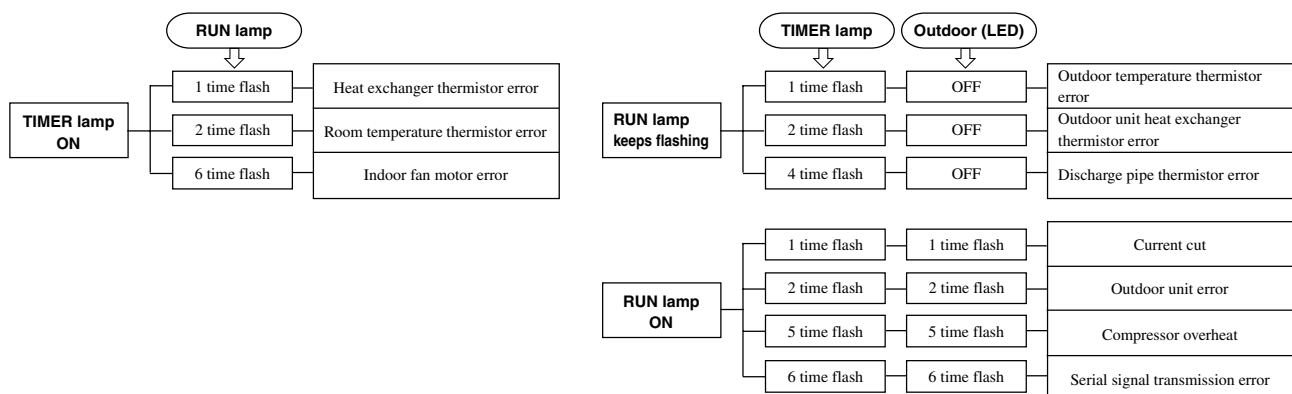 RUN lamp
TIMER lamp
ON
1 time flash
Heat exchanger thermistor error
2 time flash
Room temperature thermistor error
6 time flash
Indoor fan motor error
TIMER lamp
Outdoor (LED)
RUN lamp
keeps flashing
1 time flash
OFF
Outdoor temperature thermistor
error
2 time flash
OFF
Outdoor unit heat exchanger
thermistor error
4 time flash
OFF
Discharge pipe thermistor error
RUN lamp
ON
1 time flash
1 time flash
Current cut
2 time flash
2 time flash
Outdoor unit error
5 time flash
5 time flash
Compressor overheat
6 time flash
6 time flash
Serial signal transmission error